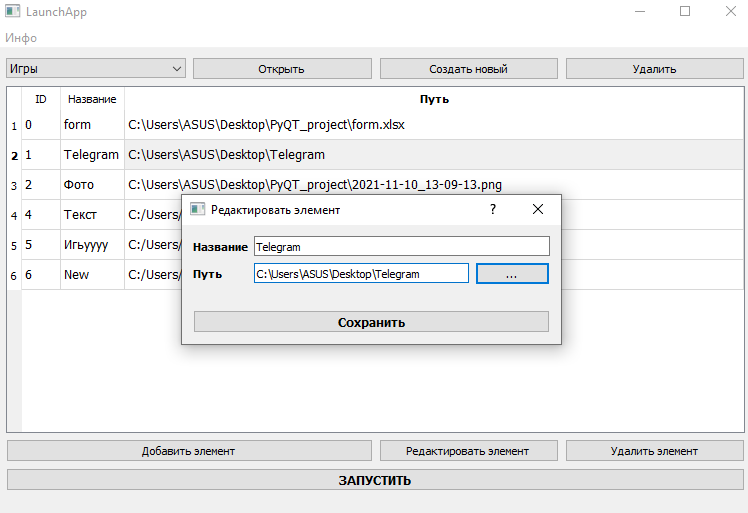 LaunchApp
Инфо
Игры Открыть Создать новый Удалить
ID Название Путь
1 0 form C:\Users\ASUS\Desktop\PyQT_project\form.xlsx
2 1 Telegram C:\Users\ASUS\Desktop\Telegram
3 2 Фото C:\Users\ASUS\Desktop\PyQT_project\2021-11-10_13-09-13.png
4 4 Текст C:/Users/
5 5 Игьуууу C:/Users/
6 6 New C:/Users/
Редактировать элемент ?
Название Telegram
Путь C:\Users\ASUS\Desktop\Telegram ...
Сохранить
Добавить элемент Редактировать элемент Удалить элемент
ЗАПУСТИТЬ